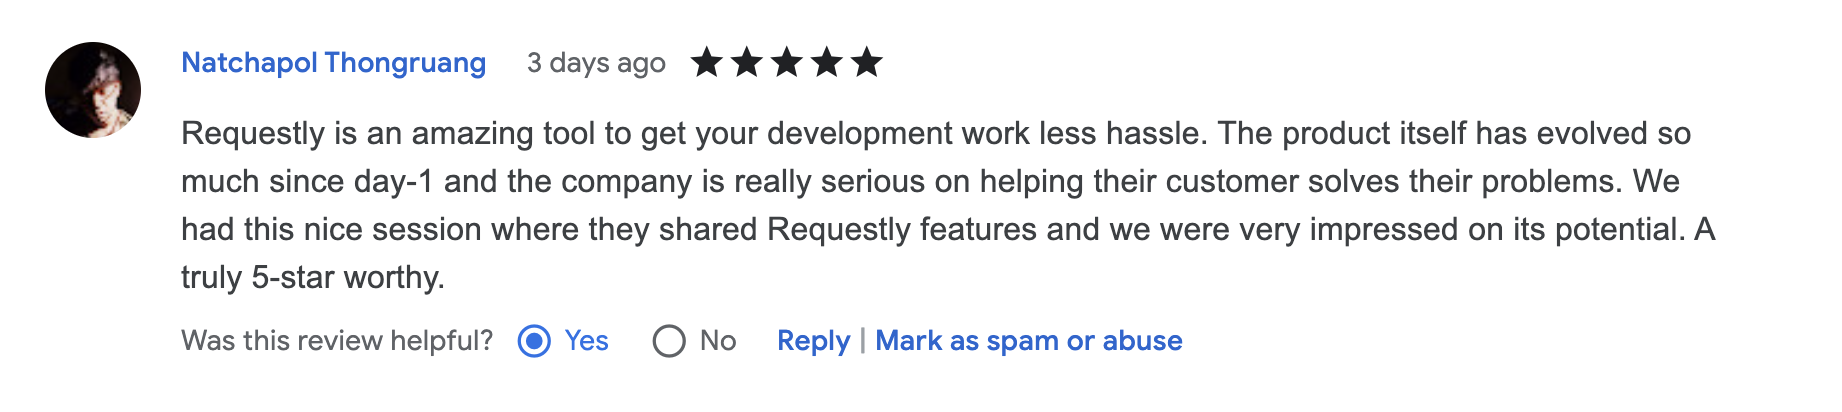 Natchapol Thongruang 3 days ago
Requestly is an amazing tool to get your development work less hassle. The product itself has evolved so
much since day-1 and the company is really serious on helping their customer solves their problems. We
had this nice session where they shared Requestly features and we were very impressed on its potential. A
truly 5-star worthy.
Was this review helpful? Yes No Reply | Mark as spam or abuse